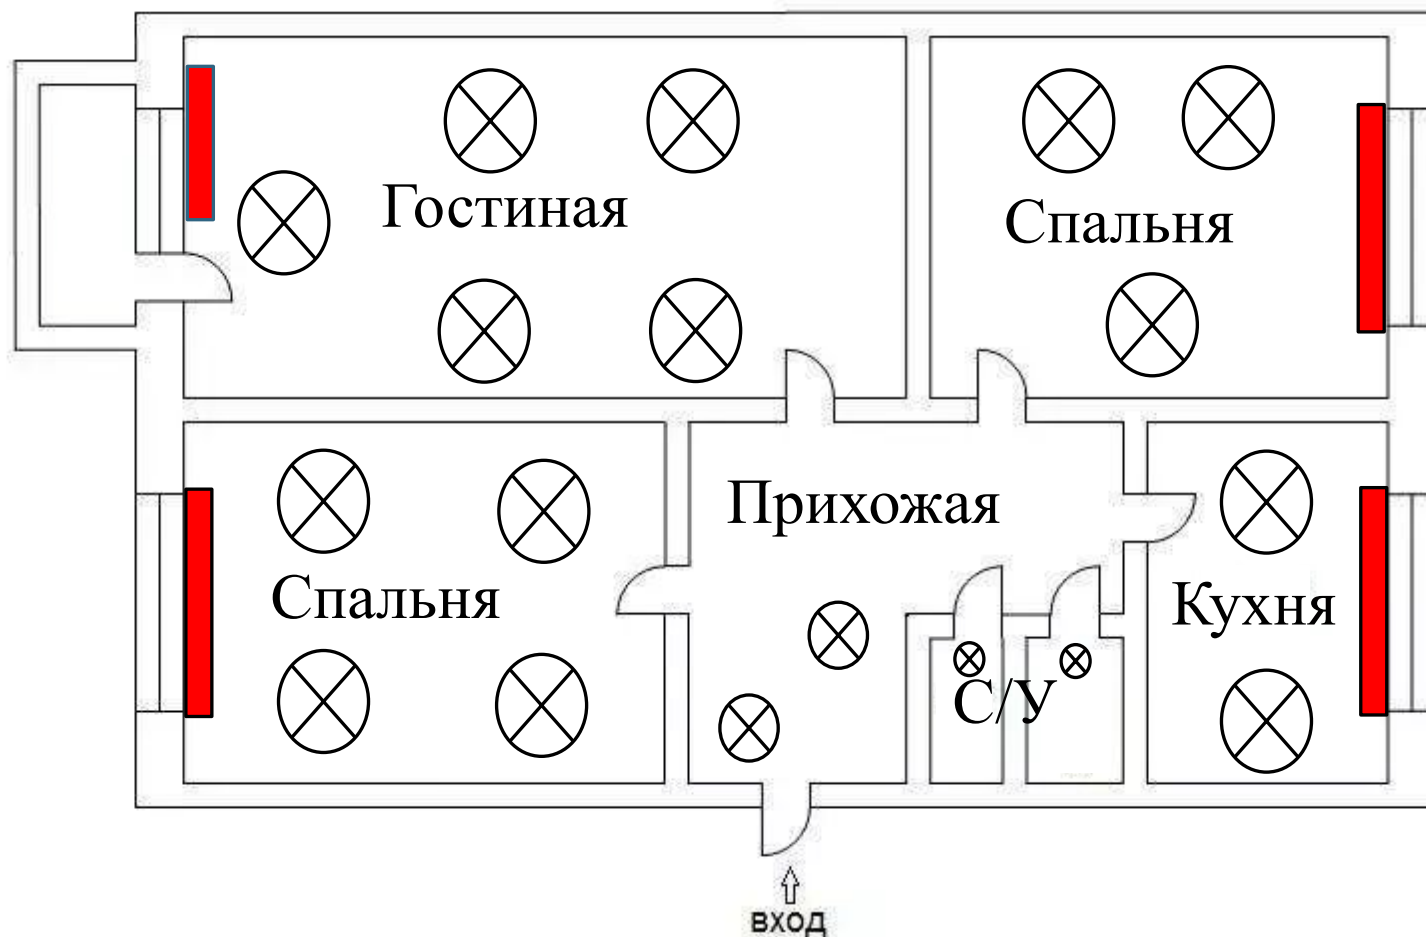 Гостиная
Спальня
Прихожая
Спальня
Кухня
С/У
ВХОД